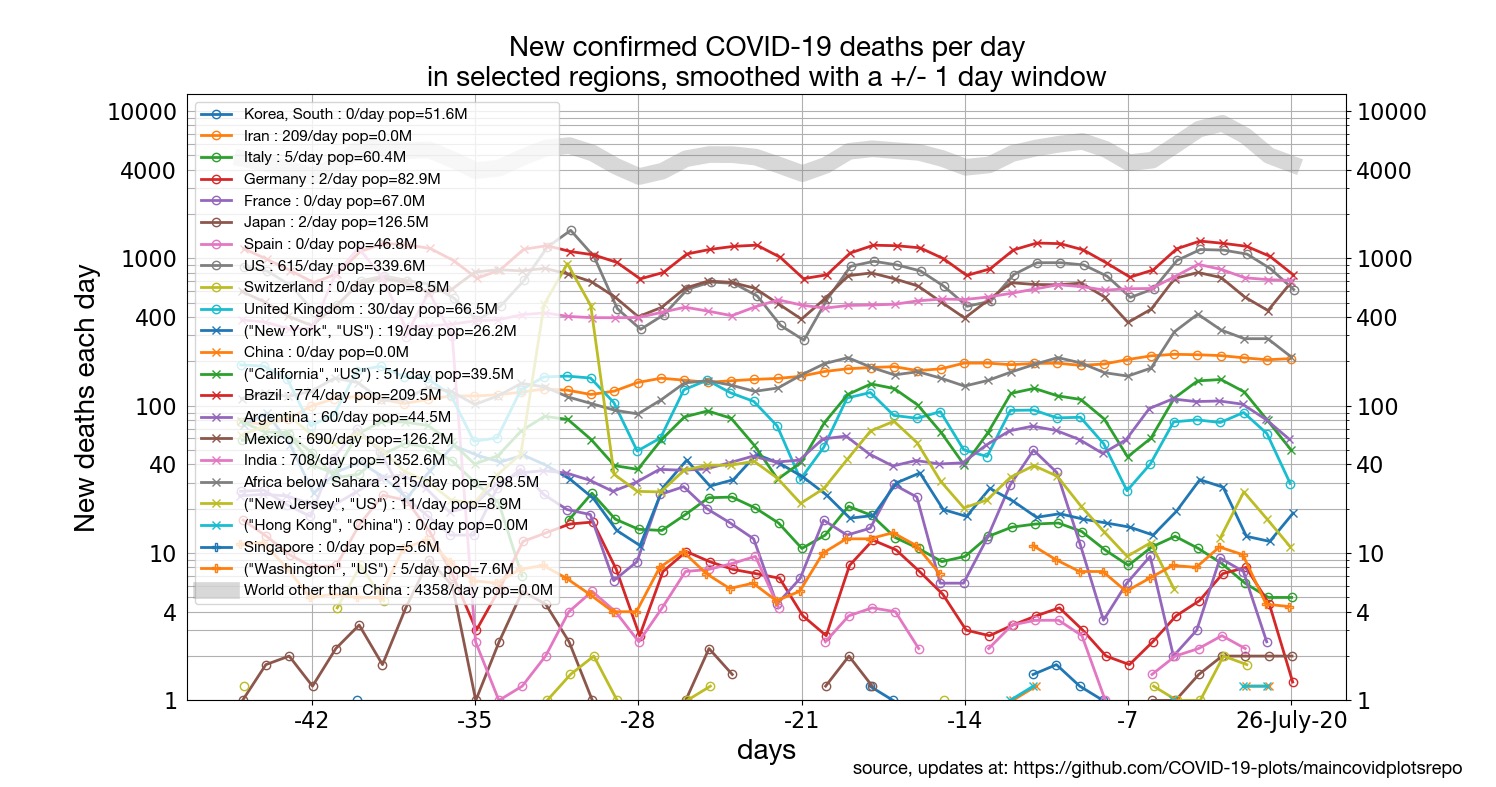 New confirmed COVID-19 deaths per day
in selected regions, smoothed with a +/- 1 day window
New deaths each day
10000
4000
1000
400
100
40
10
4
1
Korea, South : 0/day pop=51.6M
Iran : 209/day pop=0.0M
Italy : 5/day pop=60.4M
Germany : 2/day pop=82.9M
France : 0/day pop=67.0M
Japan : 2/day pop=126.5M
Spain : 0/day pop=46.8M
US : 615/day pop=339.6M
Switzerland : 0/day pop=8.5M
United Kingdom : 30/day pop=66.5M
("New York", "US") : 19/day pop=26.2M
China : 0/day pop=0.0M
("California", "US") : 51/day pop=39.5M
Brazil : 774/day pop=209.5M
Argentina : 60/day pop=44.5M
Mexico : 690/day pop=126.2M
India : 708/day pop=1352.6M
Africa below Sahara : 215/day pop=798.5M
("New Jersey", "US") : 11/day pop=8.9M
("Hong Kong", "China") : 0/day pop=0.0M
Singapore : 0/day pop=5.6M
("Washington", "US") : 5/day pop=7.6M
World other than China : 4358/day pop=0.0M
10000
4000
1000
400
100
40
10
4
1
-42 -35 -28 -21 -14 -7 26-July-20
days
source, updates at: https://github.com/COVID-19-plots/maincovidplotsrepo